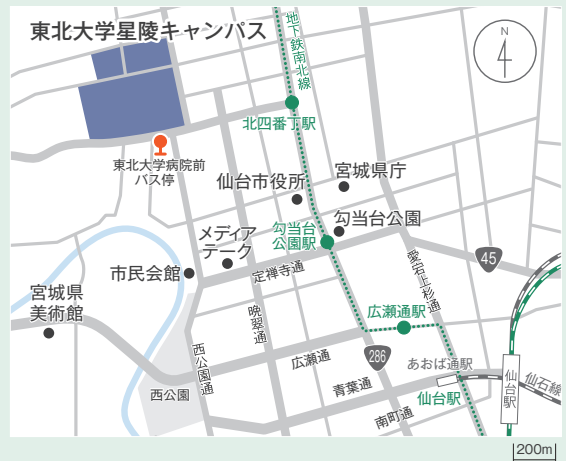 東北大学星陵キャンパス
地下鉄南北線
N
北四番丁駅
東北大学病院前
バス停
仙台市役所
宮城県庁
メディア
テーク
勾当台
公園駅
勾当台公園
愛宕上杉通
45
市民会館
定禅寺通
宮城県
美術館
晩翠通
広瀬通駅
西公園通
広瀬通
286
あおば通駅
仙台駅
仙石線
西公園
青葉通
仙台駅
南町通
200m